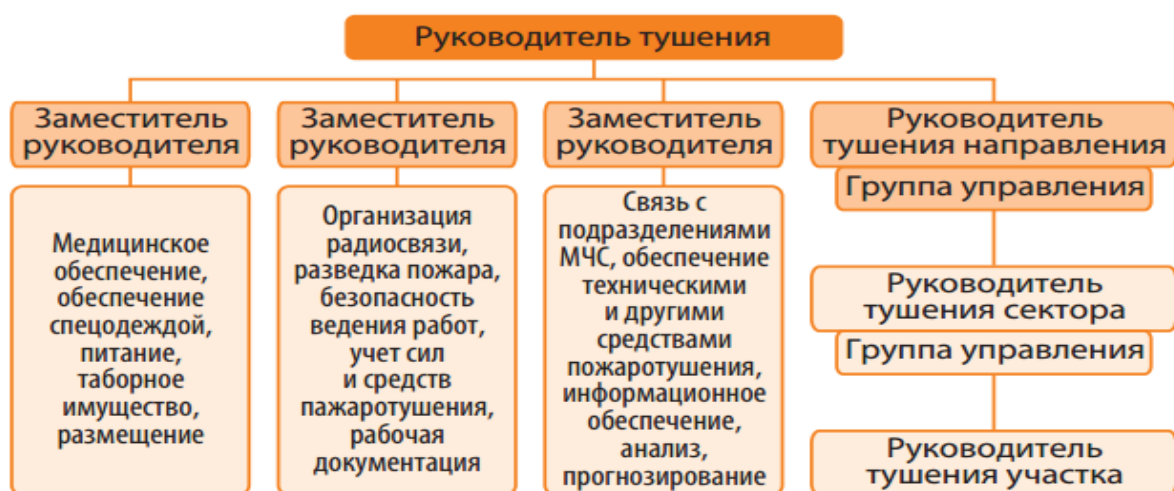 Руководитель тушения
Заместитель
руководителя
Медицинское
обеспечение,
обеспечение
спецодеждой,
питание,
таборное
имущество,
размещение
Заместитель
руководителя
Организация
радиосвязи,
разведка пожара,
безопасность
ведения работ,
учет сил
и средств
пажаротушения,
рабочая
документация
Заместитель
руководителя
Связь с
подразделениями
МЧС, обеспечение
техническими
и другими
средствами
пожаротушения,
информационное
обеспечение,
анализ,
прогнозирование
Руководитель
тушения направления
Группа управления
Руководитель
тушения сектора
Группа управления
Руководитель
тушения участка